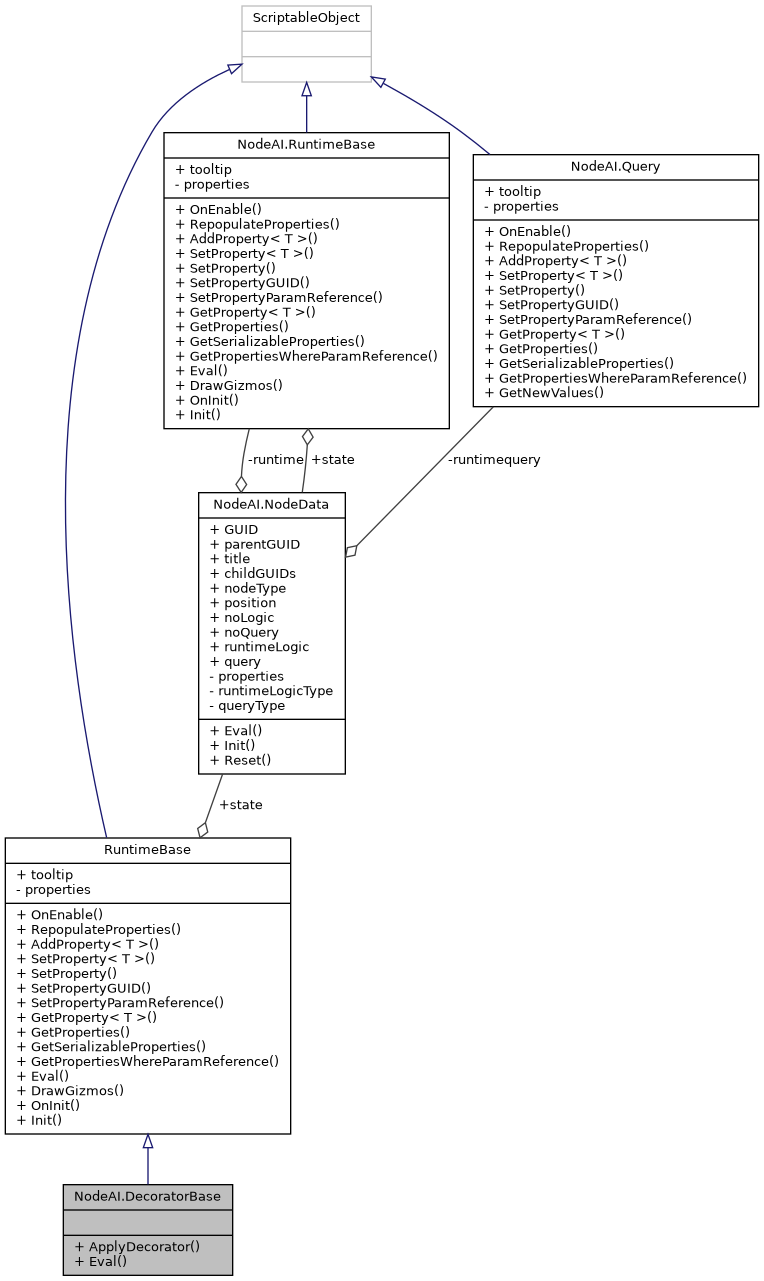 ScriptableObject
NodeAI.RuntimeBase
+ tooltip
- properties
+ OnEnable()
+ RepopulateProperties()
+ AddProperty< T >()
+ SetProperty< T >()
+ SetProperty()
+ SetPropertyGUID()
+ SetPropertyParamReference()
+ GetProperty< T >()
+ GetProperties()
+ GetSerializableProperties()
+ GetPropertiesWhereParamReference()
+ Eval()
+ DrawGizmos()
+ OnInit()
+ Init()
NodeAI.Query
+ tooltip
- properties
+ OnEnable()
+ RepopulateProperties()
+ AddProperty< T >()
+ SetProperty< T >()
+ SetProperty()
+ SetPropertyGUID()
+ SetPropertyParamReference()
+ GetProperty< T >()
+ GetProperties()
+ GetSerializableProperties()
+ GetPropertiesWhereParamReference()
+ GetNewValues()
-runtime
+state
-runtimequery
NodeAI.NodeData
+ GUID
+ parentGUID
+ title
+ childGUIDs
+ nodeType
+ position
+ noLogic
+ noQuery
+ runtimeLogic
+ query
- properties
- runtimeLogicType
- queryType
+ Eval()
+ Init()
+ Reset()
+state
RuntimeBase
+ tooltip
- properties
+ OnEnable()
+ RepopulateProperties()
+ AddProperty< T >()
+ SetProperty< T >()
+ SetProperty()
+ SetPropertyGUID()
+ SetPropertyParamReference()
+ GetProperty< T >()
+ GetProperties()
+ GetSerializableProperties()
+ GetPropertiesWhereParamReference()
+ Eval()
+ DrawGizmos()
+ OnInit()
+ Init()
NodeAI.DecoratorBase
+ ApplyDecorator()
+ Eval()